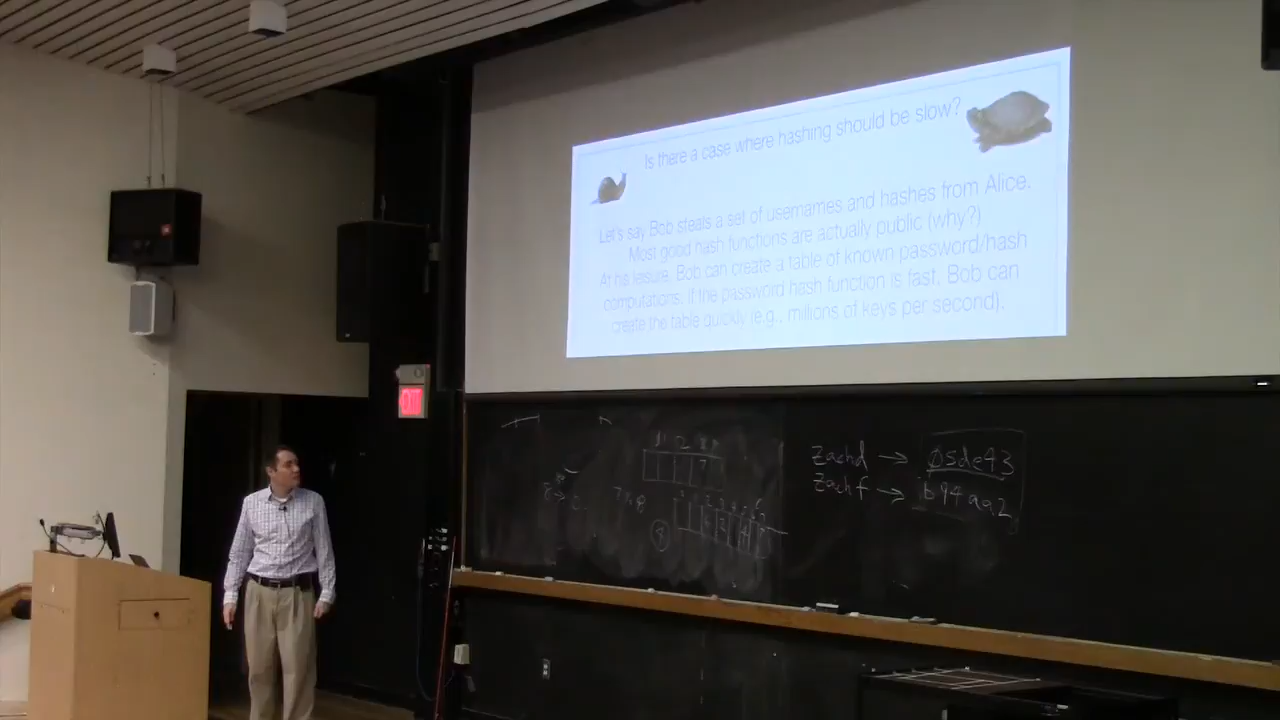 Is there a case where hashing should be slow?
Let's say Bob steals a set of usernames and hashes from Alice.
Most good hash functions are actually public (why?)
At his leisure, Bob can create a table of known password/hash
computations; if the password hash function is fast, Bob can
create the table quickly (e.g., millions of keys per second).
EXIT
zachd → 05de43
zachf → b94aa2